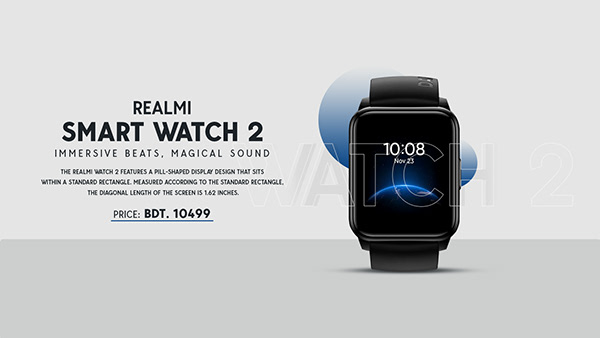 REALMI
SMART WATCH 2
IMMERSIVE BEATS, MAGICAL SOUND
THE REALMI WATCH 2 FEATURES A PILL-SHAPED DISPLAY DESIGN THAT SITS
WITHIN A STANDARD RECTANGLE. MEASURED ACCORDING TO THE STANDARD RECTANGLE,
THE DIAGONAL LENGTH OF THE SCREEN IS 1.62 INCHES.
PRICE: BDT. 10499
10:08
Nov 23
WATCH 2